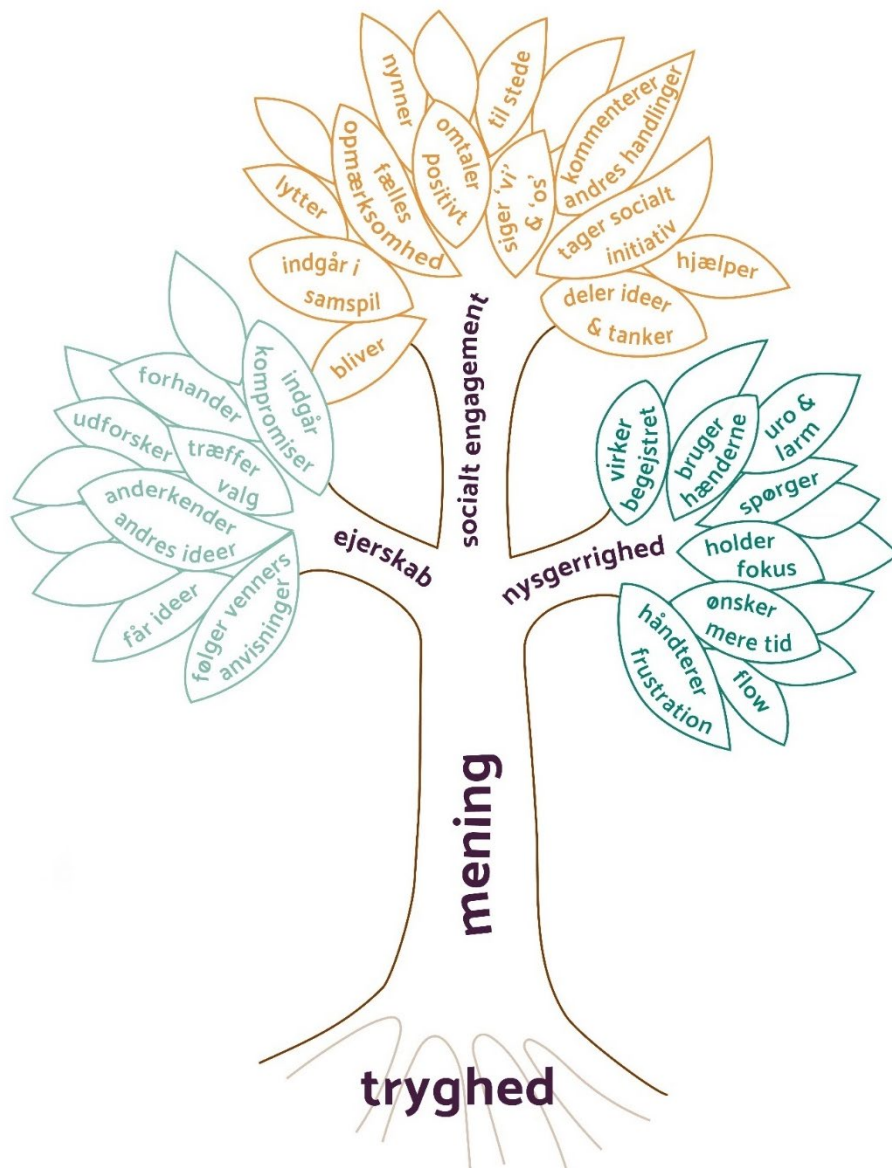 nynner
til stede
kommenterer
andres handlinger
opmærksomhed
fælles
omtaler
positivt
siger 'vi'
& 'os'
lytter
tager socialt
initiativ
indgår i
samspil
hjælper
deler ideer
& tanker
bliver
socialt engagement
indgår
kompromiser
forhander
udforsker
træffer
valg
anderkender
andres ideer
får ideer
følger venners
anvisninger
ejerskab
virker
begejstret
bruger
hænderne
uro &
larm
spørger
holder
fokus
ønsker
mere tid
håndterer
frustration
flow
nysgerrighed
mening
tryghed